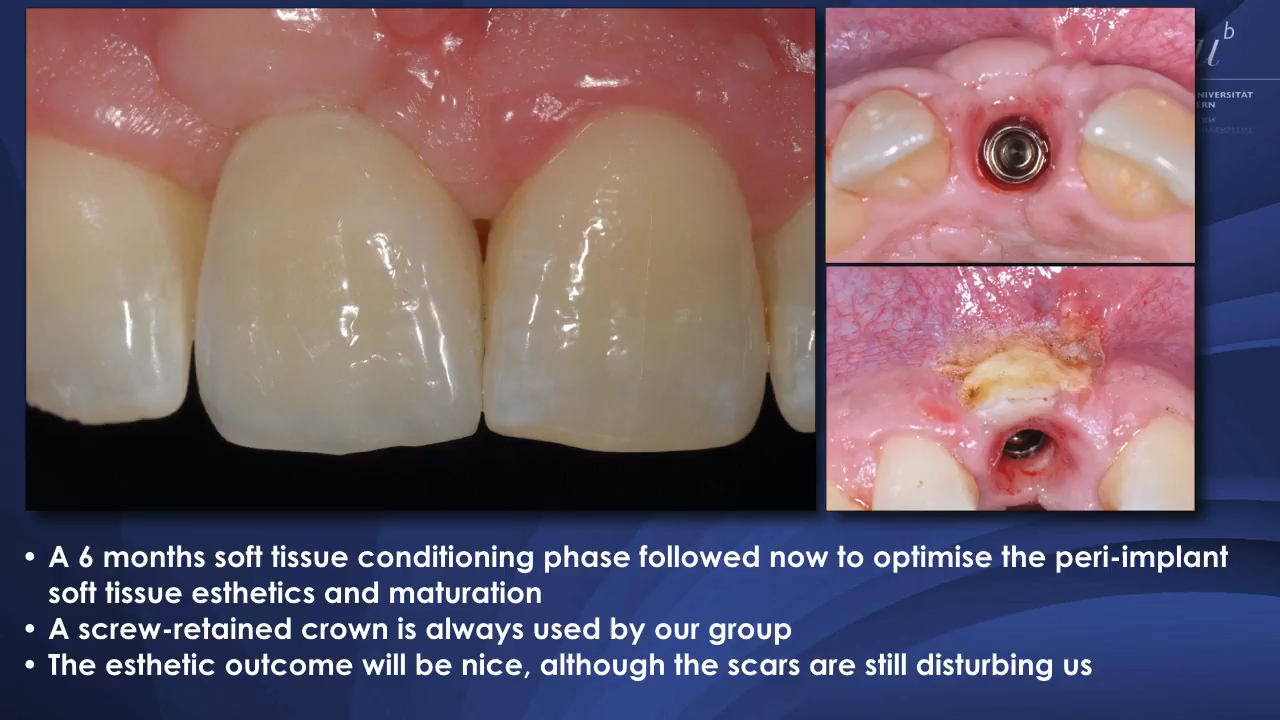 b
u
NIVERSITÄT
ERN
• A 6 months soft tissue conditioning phase followed now to optimise the peri-implant
soft tissue esthetics and maturation
• A screw-retained crown is always used by our group
• The esthetic outcome will be nice, although the scars are still disturbing us